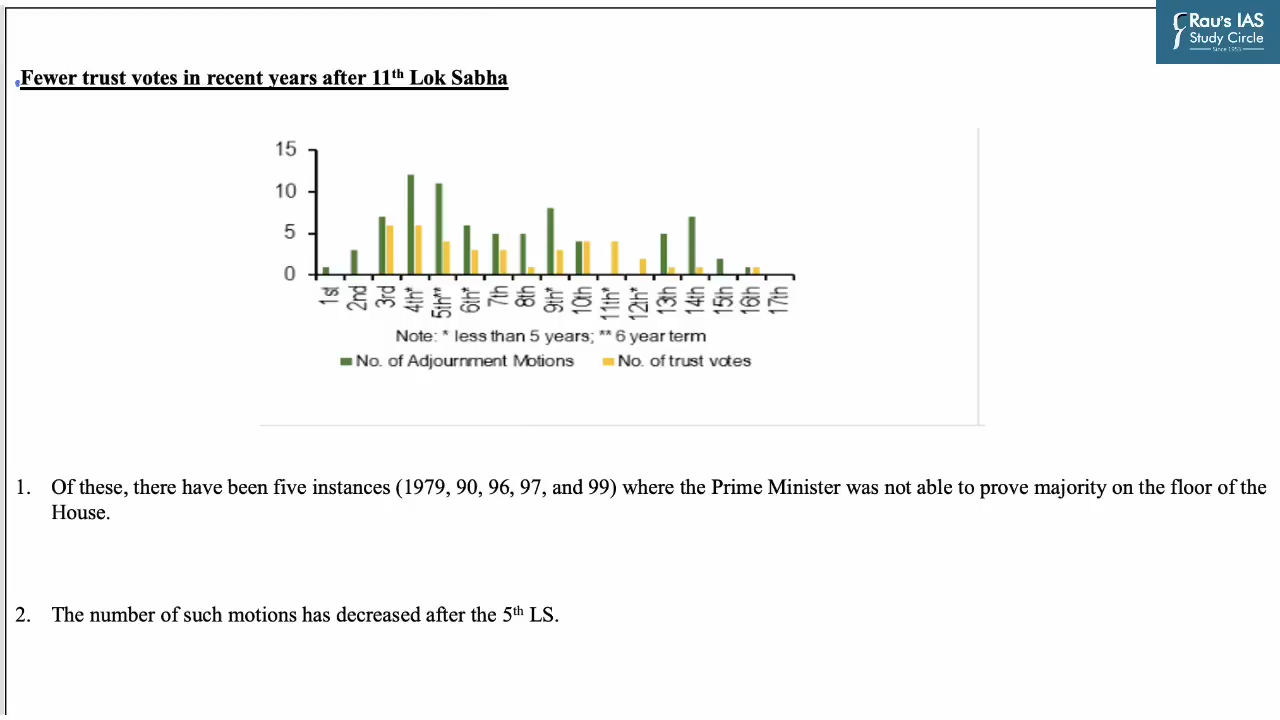 Rau's IAS
Study Circle
Since 1953
Fewer trust votes in recent years after 11th Lok Sabha
15
10
5
0
1st 2nd 3rd 4th* 5th** 6th* 7th 8th 9th* 10th 11th* 12th* 13th 14th 15th 16th 17th
Note: * less than 5 years; ** 6 year term
No. of Adjournment Motions No. of trust votes
1. Of these, there have been five instances (1979, 90, 96, 97, and 99) where the Prime Minister was not able to prove majority on the floor of the
House.
2. The number of such motions has decreased after the 5th LS.